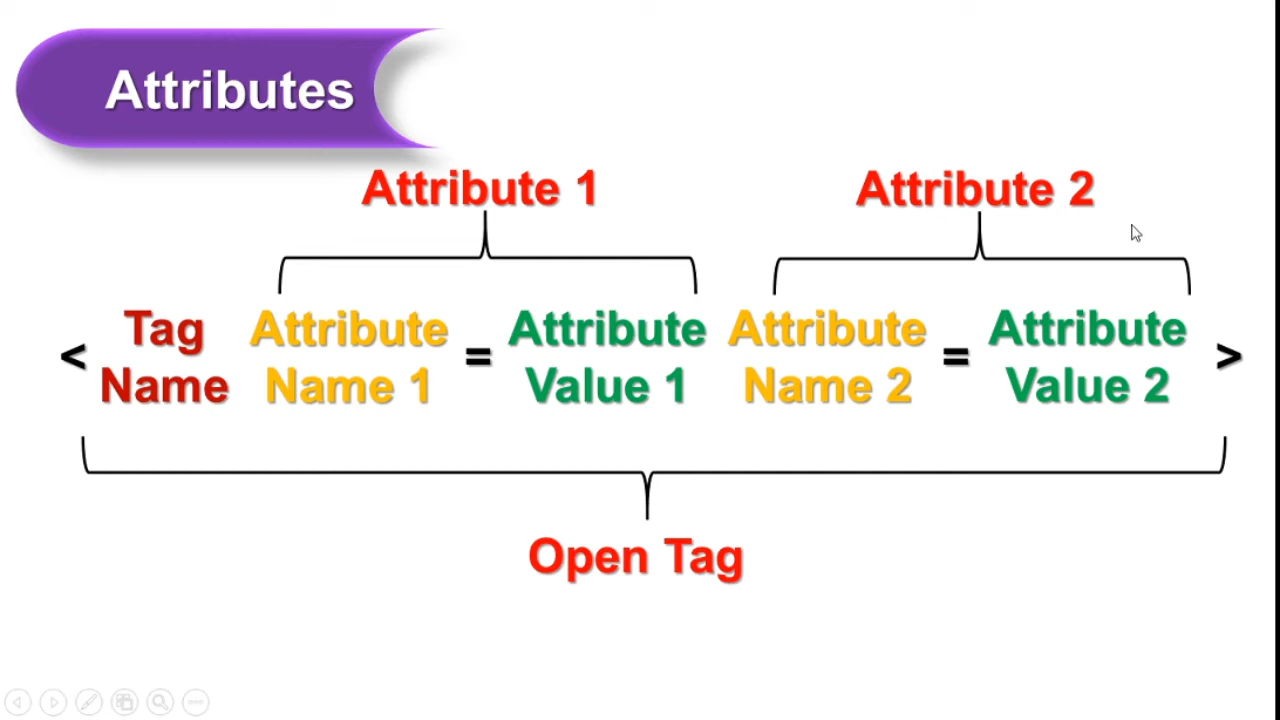 Attributes
Attribute 1 Attribute 2
< Tag Name Attribute Name 1 = Attribute Value 1 Attribute Name 2 = Attribute Value 2 >
Open Tag